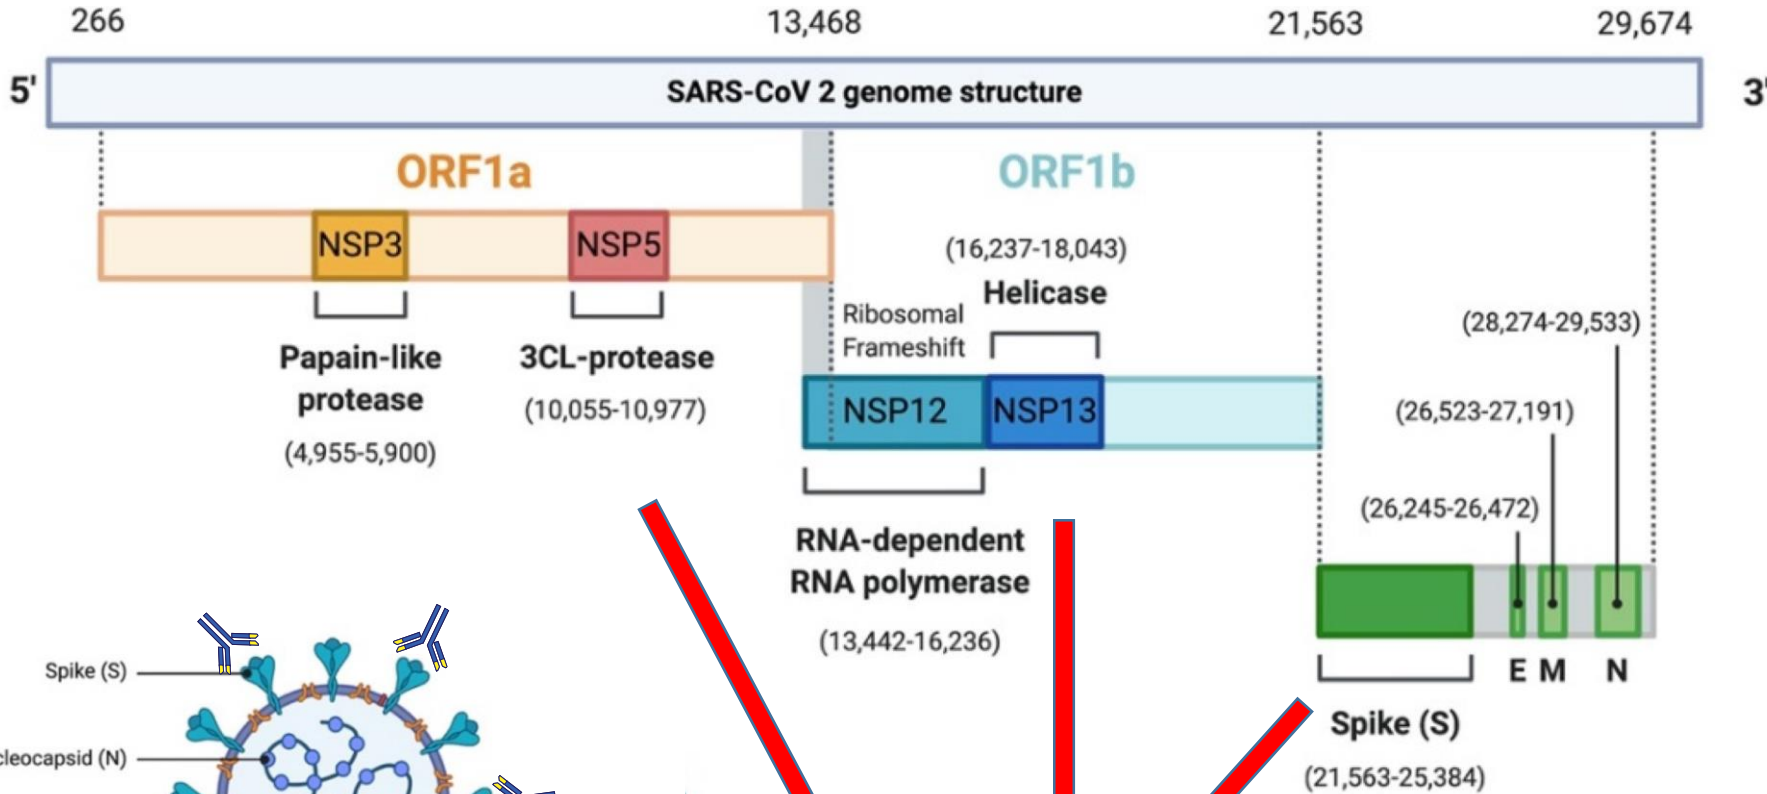 266 13,468 21,563 29,674
5' SARS-CoV 2 genome structure 3'
ORF1a ORF1b
NSP3 NSP5
(16,237-18,043)
Helicase
Ribosomal
Frameshift
(28,274-29,533)
Papain-like
protease
(4,955-5,900)
3CL-protease
(10,055-10,977)
NSP12 NSP13
(26,523-27,191)
(26,245-26,472)
RNA-dependent
RNA polymerase
(13,442-16,236)
E M N
Spike (S)
(21,563-25,384)
Spike (S)
cleocapsid (N)